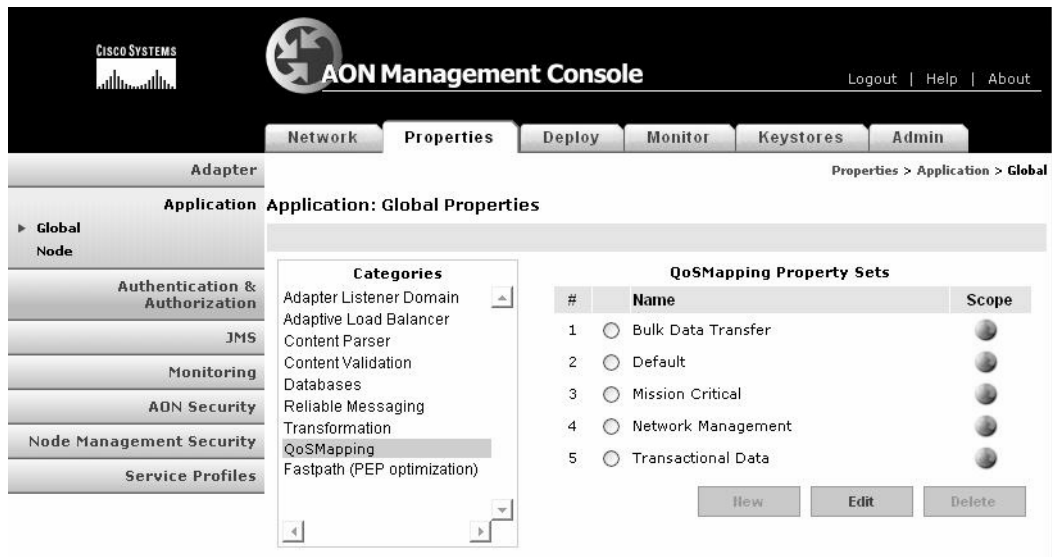 CISCO SYSTEMS
AON Management Console
Logout | Help | About
Network Properties Deploy Monitor Keystores Admin
Properties > Application > Global
Adapter
Application
Global
Node
Authentication &
Authorization
JMS
Monitoring
AON Security
Node Management Security
Service Profiles
Application: Global Properties
Categories
Adapter Listener Domain
Adaptive Load Balancer
Content Parser
Content Validation
Databases
Reliable Messaging
Transformation
QoSMapping
Fastpath (PEP optimization)
QoSMapping Property Sets
# Name Scope
1 Bulk Data Transfer
2 Default
3 Mission Critical
4 Network Management
5 Transactional Data
New Edit Delete